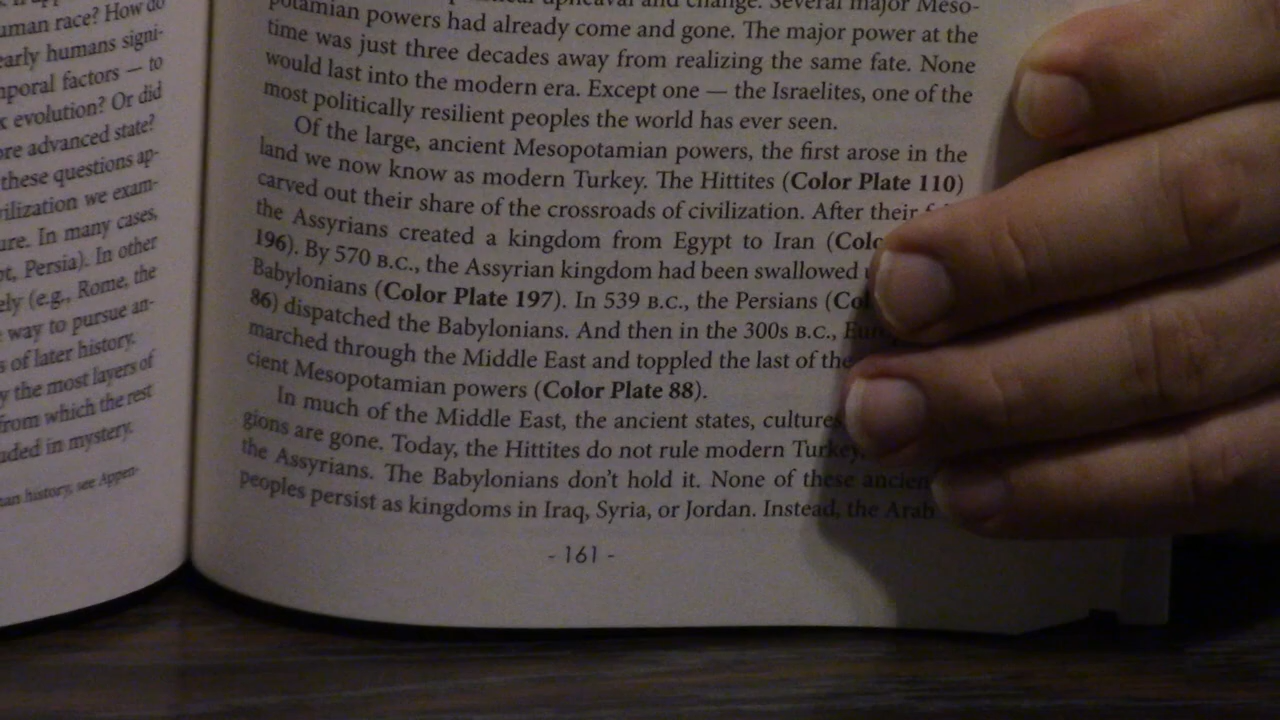 uman race? How do
early humans signi-
mporal factors — to
k evolution? Or did
ore advanced state?
these questions ap-
vilization we exam-
ure. In many cases,
pt, Persia). In other
ely (e.g., Rome, the
way to pursue an-
s of later history.
y the most layers of
from which the rest
uded in mystery.
an history, see Appen-
upheaval and change. Several major Meso-
potamian powers had already come and gone. The major power at the
time was just three decades away from realizing the same fate. None
would last into the modern era. Except one — the Israelites, one of the
most politically resilient peoples the world has ever seen.
Of the large, ancient Mesopotamian powers, the first arose in the
land we now know as modern Turkey. The Hittites (Color Plate 110)
carved out their share of the crossroads of civilization. After their
the Assyrians created a kingdom from Egypt to Iran (Colo
196). By 570 B.C., the Assyrian kingdom had been swallowed
Babylonians (Color Plate 197). In 539 B.C., the Persians (Col
86) dispatched the Babylonians. And then in the 300s B.C.,
marched through the Middle East and toppled the last of the
cient Mesopotamian powers (Color Plate 88).
In much of the Middle East, the ancient states, cultures
gions are gone. Today, the Hittites do not rule modern Turkey,
the Assyrians. The Babylonians don't hold it. None of these ancien
peoples persist as kingdoms in Iraq, Syria, or Jordan. Instead, the Arab
- 161 -